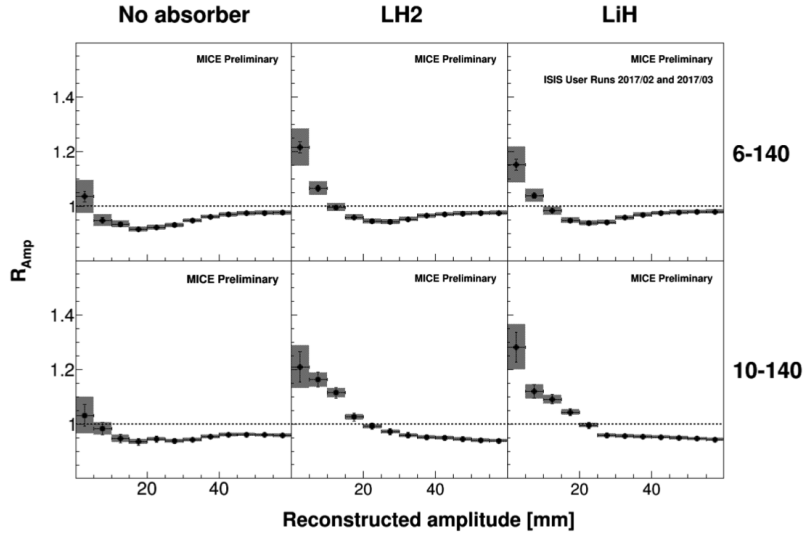 No absorber LH2 LiH
MICE Preliminary MICE Preliminary MICE Preliminary
ISIS User Runs 2017/02 and 2017/03
1.4
1.2
1
6-140
R_Amp
MICE Preliminary MICE Preliminary MICE Preliminary
1.4
1.2
1
10-140
20 40 20 40 20 40
Reconstructed amplitude [mm]